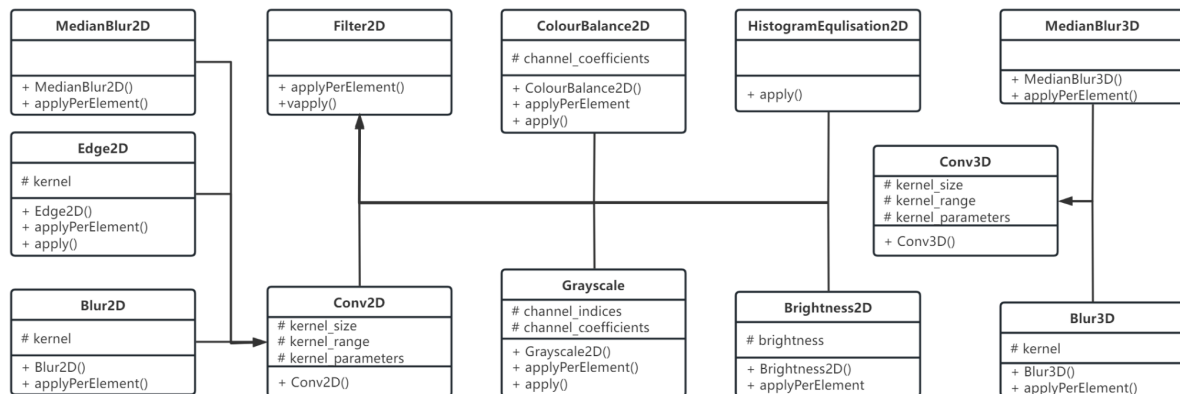 MedianBlur2D
+ MedianBlur2D()
+ applyPerElement()
Filter2D
+ applyPerElement()
+vapply()
ColourBalance2D
# channel_coefficients
+ ColourBalance2D()
+ applyPerElement
+ apply()
HistogramEqulisation2D
+ apply()
MedianBlur3D
+ MedianBlur3D()
+ applyPerElement()
Edge2D
# kernel
+ Edge2D()
+ applyPerElement()
+ apply()
Conv3D
# kernel_size
# kernel_range
# kernel_parameters
+ Conv3D()
Blur2D
# kernel
+ Blur2D()
+ applyPerElement()
Conv2D
# kernel_size
# kernel_range
# kernel_parameters
+ Conv2D()
Grayscale
# channel_indices
# channel_coefficients
+ Grayscale2D()
+ applyPerElement()
+ apply()
Brightness2D
# brightness
+ Brightness2D()
+ applyPerElement
Blur3D
# kernel
+ Blur3D()
+ applyPerElement()